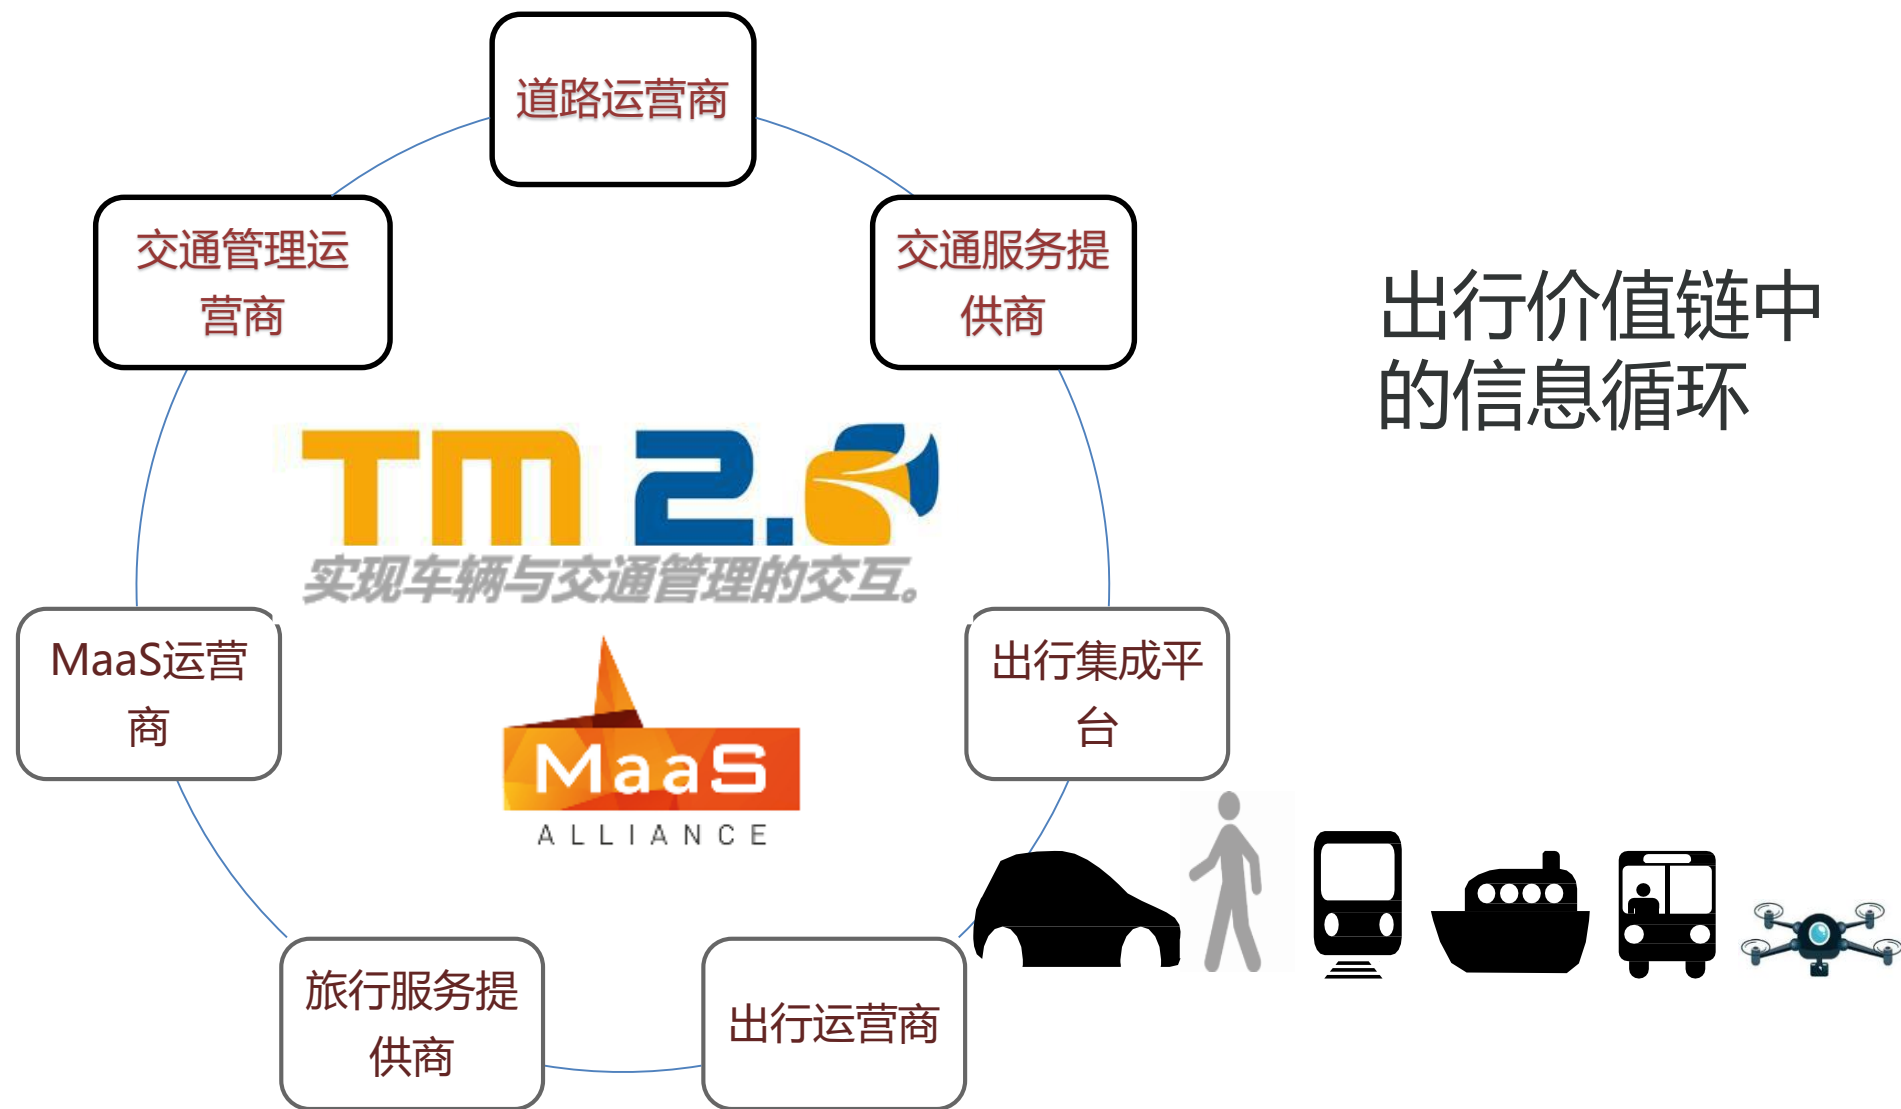 道路运营商
交通管理运
营商
交通服务提
供商
出行价值链中
的信息循环
TM 2.0
实现车辆与交通管理的交互。
MaaS运营
商
出行集成平
台
MaaS
ALLIANCE
旅行服务提
供商
出行运营商